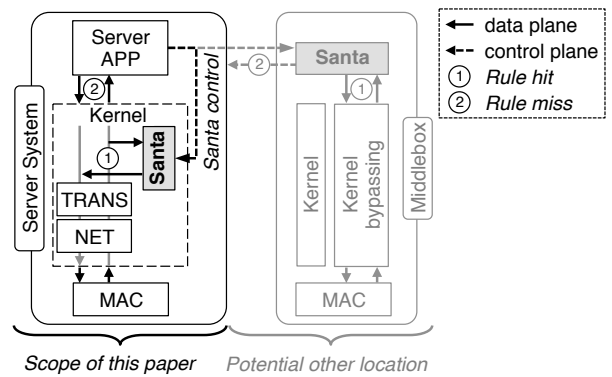 Server
APP
2
Kernel
1
Santa
TRANS
NET
MAC
Server System
Santa control
Scope of this paper
Santa
2
1
Kernel
Kernel
bypassing
MAC
Middlebox
Potential other location
data plane
control plane
1 Rule hit
2 Rule miss